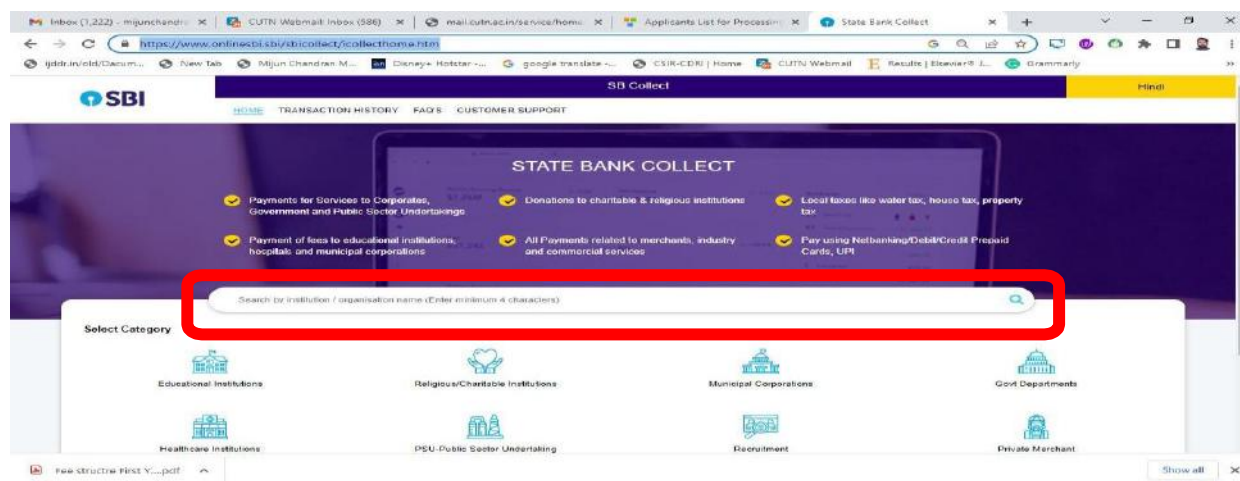 Inbox (1,222) - mijunchandra
CUTN Webmail: Inbox (586)
mail.cutn.ac.in/service/home
Applicants List for Processing
State Bank Collect
https://www.onlinesbi.sbi/sbicollect/icollecthome.htm
New Tab
Mijun Chandran M...
Disney+ Hotstar -...
google translate -...
CSIR-CDRI | Home
CUTN Webmail
Results | Elsevier® J...
Grammarly
SBI
SB Collect
Hindi
HOME TRANSACTION HISTORY FAQ'S CUSTOMER SUPPORT
STATE BANK COLLECT
Payments for Services to Corporates,
Government and Public Sector Undertakings.
Donations to charitable & religious institutions
Local taxes like water tax, house tax, property
tax
Payment of fees to educational institutions,
hospitals and municipal corporations
All Payments related to merchants, industry
and commercial services
Pay using Netbanking/Debit/Credit Prepaid
Cards, UPI
Search by institution / organisation name (Enter minimum 4 characters)
Select Category
Educational Institutions
Religious/Charitable Institutions
Municipal Corporations
Govt Departments
Healthcare Institutions
PSU-Public Sector Undertaking
Recruitment
Private Merchant
Fee structre First Y....pdf
Show all